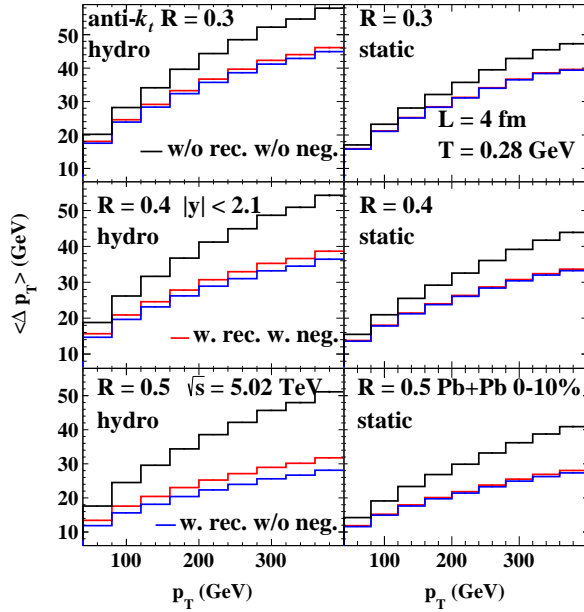 anti-k_t R = 0.3
hydro
50
40
30
20
10
w/o rec. w/o neg.
R = 0.3
static
L = 4 fm
T = 0.28 GeV
<Δ p_T> (GeV)
R = 0.4 |y| < 2.1
hydro
50
40
30
20
10
w. rec. w. neg.
R = 0.4
static
R = 0.5 √s = 5.02 TeV
hydro
50
40
30
20
10
w. rec. w/o neg.
R = 0.5 Pb+Pb 0-10%
static
100 200 300
100 200 300
p_T (GeV)
p_T (GeV)